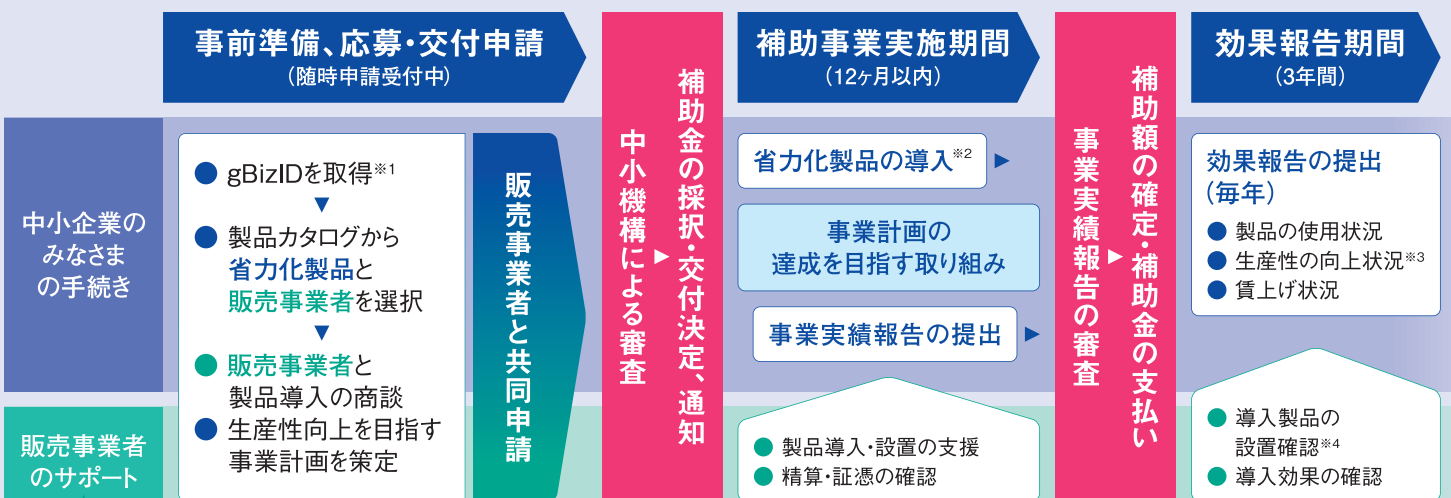 事前準備、応募・交付申請
(随時申請受付中)
中小企業の
みなさま
の手続き
販売事業者
のサポート
● gBizIDを取得※1
▼
● 製品カタログから
省力化製品と
販売事業者を選択
▼
● 販売事業者と
製品導入の商談
● 生産性向上を目指す
事業計画を策定
販売事業者と共同申請
中小機構による審査
▶
補助金の採択・交付決定、通知
補助事業実施期間
(12ヶ月以内)
省力化製品の導入※2 ▶
事業計画の
達成を目指す取り組み
事業実績報告の提出 ▶
● 製品導入・設置の支援
● 精算・証憑の確認
事業実績報告の審査
▶
補助額の確定・補助金の支払い
効果報告期間
(3年間)
効果報告の提出
(毎年)
● 製品の使用状況
● 生産性の向上状況※3
● 賃上げ状況
● 導入製品の
設置確認※4
● 導入効果の確認